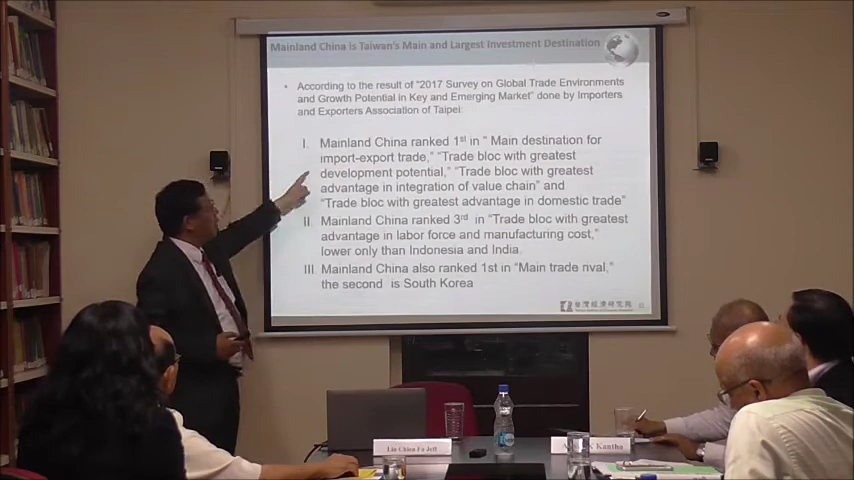 Mainland China is Taiwan's Main and Largest Investment Destination
• According to the result of "2017 Survey on Global Trade Environments
and Growth Potential in Key and Emerging Market" done by Importers
and Exporters Association of Taipei:
I. Mainland China ranked 1st in " Main destination for
import-export trade," "Trade bloc with greatest
development potential," "Trade bloc with greatest
advantage in integration of value chain" and
"Trade bloc with greatest advantage in domestic trade"
II. Mainland China ranked 3rd in "Trade bloc with greatest
advantage in labor force and manufacturing cost,"
lower only than Indonesia and India.
III. Mainland China also ranked 1st in "Main trade rival,"
the second is South Korea
台灣經濟研究院
Kantha